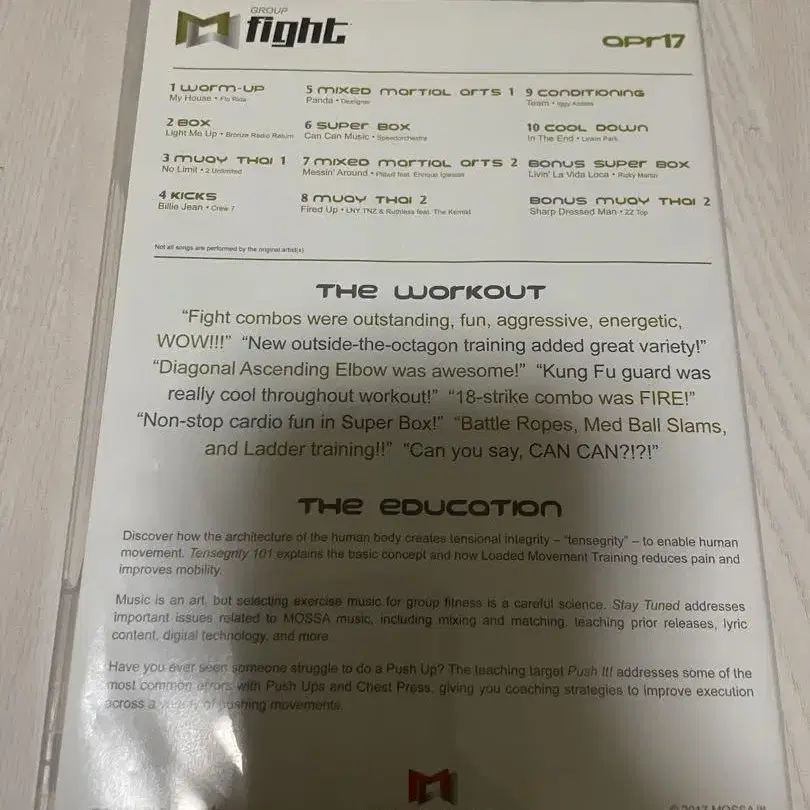 GROUP
fight
apr17
1 warm-up
My House • Flo Rida
2 BOX
Light Me Up • Bronze Radio Return
3 muay thai 1
No Limit • 2 Unlimited
4 KICKS
Billie Jean • Crew 7
5 mixed martial arts 1
Panda • Desiigner
6 super box
Can Can Music • Speedorchestra
7 mixed martial arts 2
Messin' Around • Pitbull feat. Enrique Iglesias
8 muay thai 2
Fired Up • LNY TNZ & Ruthless feat. The Kemist
9 conditioning
Team • Iggy Azalea
10 cool down
In The End • Linkin Park
Bonus super box
Livin' La Vida Loca • Ricky Martin
Bonus muay thai 2
Sharp Dressed Man • ZZ Top
Not all songs are performed by the original artist(s)
THE WORKOUT
“Fight combos were outstanding, fun, aggressive, energetic,
WOW!!!” “New outside-the-octagon training added great variety!”
“Diagonal Ascending Elbow was awesome!” “Kung Fu guard was
really cool throughout workout!” “18-strike combo was FIRE!”
“Non-stop cardio fun in Super Box!” “Battle Ropes, Med Ball Slams,
and Ladder training!!” “Can you say, CAN CAN?!?!”
THE EDUCATION
Discover how the architecture of the human body creates tensional integrity – “tensegrity” – to enable human
movement. Tensegrity 101 explains the basic concept and how Loaded Movement Training reduces pain and
improves mobility.
Music is an art, but selecting exercise music for group fitness is a careful science. Stay Tuned addresses
important issues related to MOSSA music, including mixing and matching, teaching prior releases, lyric
content, digital technology, and more.
Have you ever seen someone struggle to do a Push Up? The teaching target Push It! addresses some of the
most common errors with Push Ups and Chest Press, giving you coaching strategies to improve execution
across a variety of pushing movements.
© 2017 MOSSA